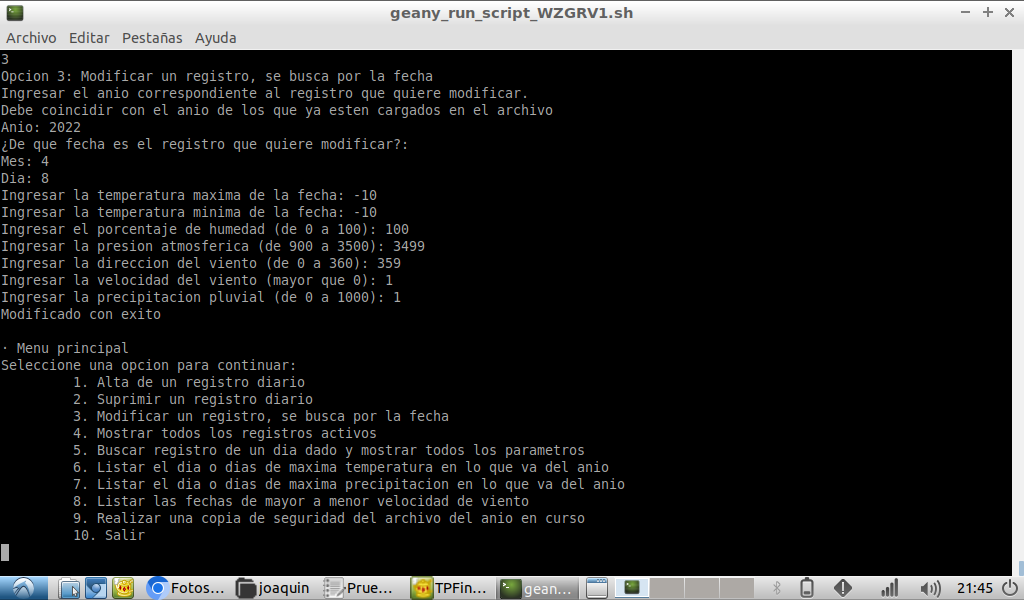 geany_run_script_WZGRV1.sh
Archivo Editar Pestañas Ayuda
3
Opcion 3: Modificar un registro, se busca por la fecha
Ingresar el anio correspondiente al registro que quiere modificar.
Debe coincidir con el anio de los que ya esten cargados en el archivo
Anio: 2022
¿De que fecha es el registro que quiere modificar?:
Mes: 4
Dia: 8
Ingresar la temperatura maxima de la fecha: -10
Ingresar la temperatura minima de la fecha: -10
Ingresar el porcentaje de humedad (de 0 a 100): 100
Ingresar la presion atmosferica (de 900 a 3500): 3499
Ingresar la direccion del viento (de 0 a 360): 359
Ingresar la velocidad del viento (mayor que 0): 1
Ingresar la precipitacion pluvial (de 0 a 1000): 1
Modificado con exito
· Menu principal
Seleccione una opcion para continuar:
1. Alta de un registro diario
2. Suprimir un registro diario
3. Modificar un registro, se busca por la fecha
4. Mostrar todos los registros activos
5. Buscar registro de un dia dado y mostrar todos los parametros
6. Listar el dia o dias de maxima temperatura en lo que va del anio
7. Listar el dia o dias de maxima precipitacion en lo que va del anio
8. Listar las fechas de mayor a menor velocidad de viento
9. Realizar una copia de seguridad del archivo del anio en curso
10. Salir
Fotos... joaquin Prue... TPFin... gean... 21:45